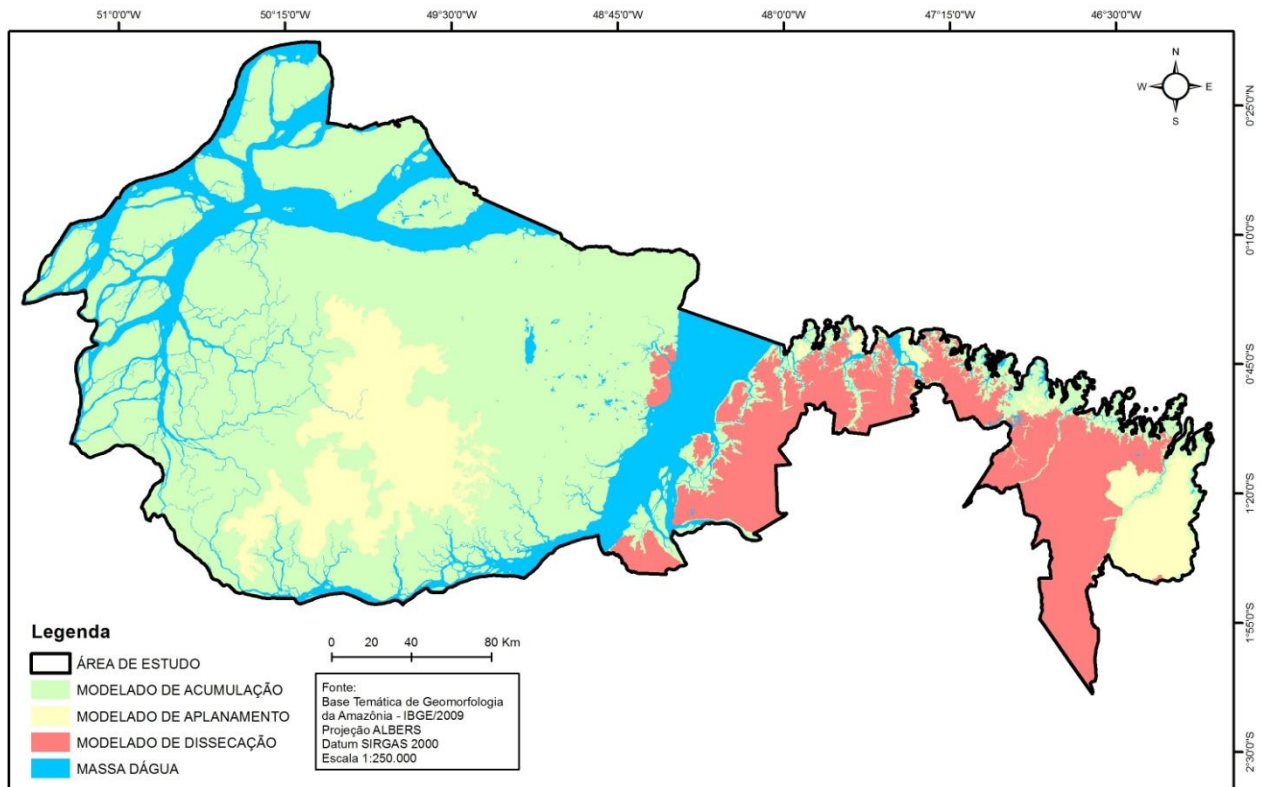 51°0'0"W 50°15'0"W 49°30'0"W 48°45'0"W 48°0'0"W 47°15'0"W 46°30'0"W
N
W E
S
0°25'0"N
0°10'0"S
0°45'0"S
1°20'0"S
1°55'0"S
2°30'0"S
Legenda
ÁREA DE ESTUDO
MODELADO DE ACUMULAÇÃO
MODELADO DE APLANAMENTO
MODELADO DE DISSECAÇÃO
MASSA DÁGUA
0 20 40 80 Km
Fonte:
Base Temática de Geomorfologia
da Amazônia - IBGE/2009
Projeção ALBERS
Datum SIRGAS 2000
Escala 1:250.000